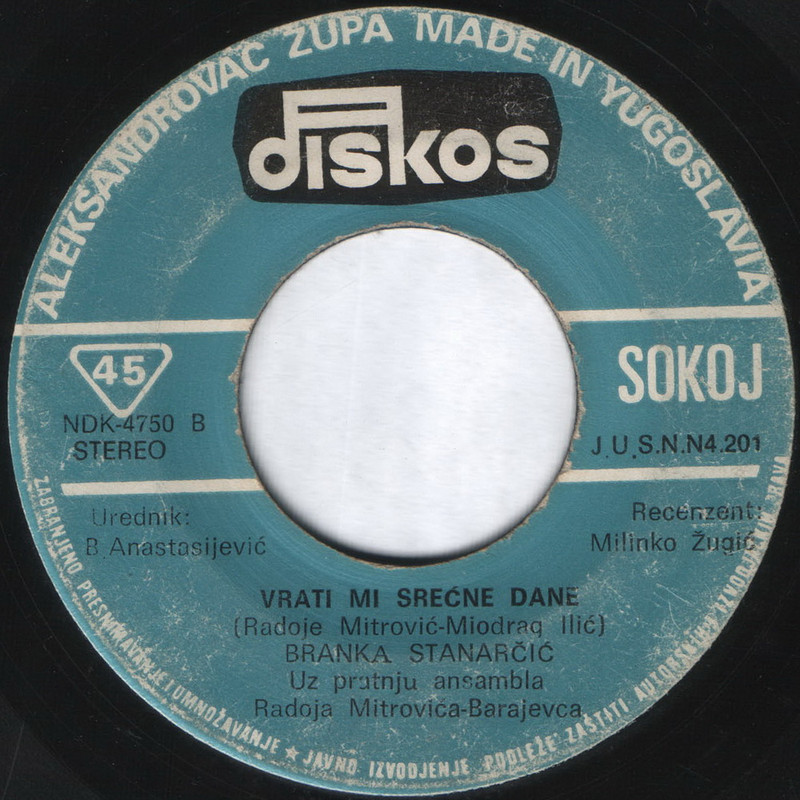 ALEKSANDROVAC ŽUPA MADE IN YUGOSLAVIA
DISKOS
45
SOKOJ
NDK-4750 B
STEREO
J.U.S.N.N4.201
Urednik:
B.Anastasijević
Recenzent:
Milinko Žugić
VRATI MI SREĆNE DANE
(Radoje Mitrović-Miodrag Ilić)
BRANKA STANARČIĆ
Uz pratnju ansambla
Radoja Mitrovića-Barajevca
ZABRANJENO PRESNIMAVANJE I UMNOŽAVANJE ★ JAVNO IZVODJENJE PODLEŽE ZAŠTITI AUTORSKIH IZVODJAČKIH PRAVA